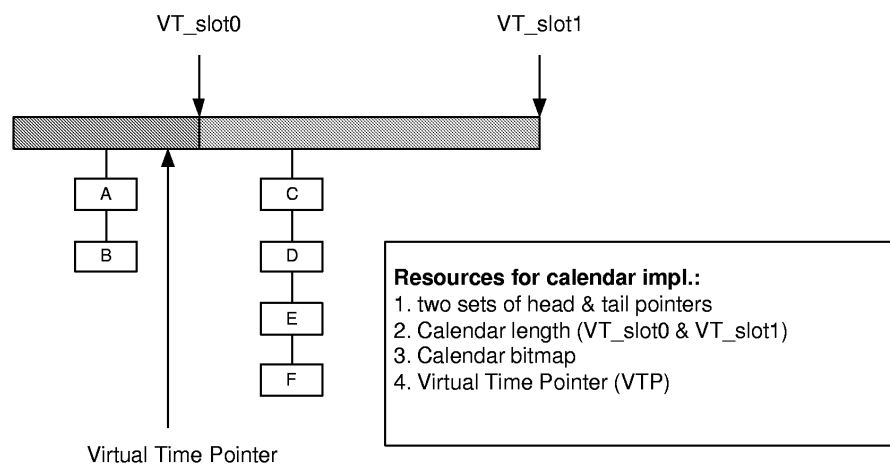 VT_slot0
VT_slot1
A
C
B
D
E
F
Resources for calendar impl.:
1. two sets of head & tail pointers
2. Calendar length (VT_slot0 & VT_slot1)
3. Calendar bitmap
4. Virtual Time Pointer (VTP)
Virtual Time Pointer